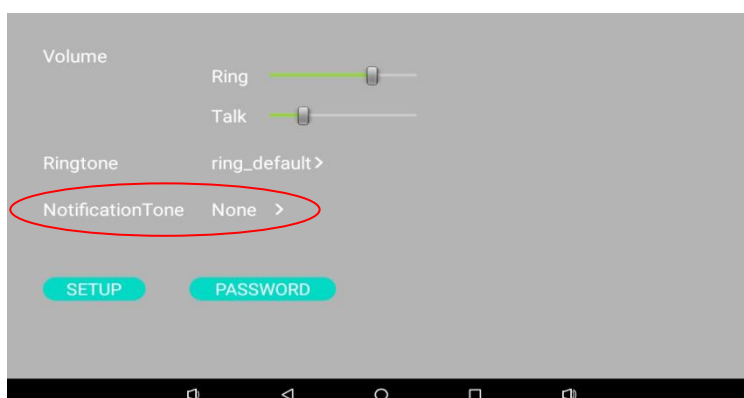 Volume
Ring
Talk
Ringtone ring_default>
NotificationTone None >
SETUP PASSWORD